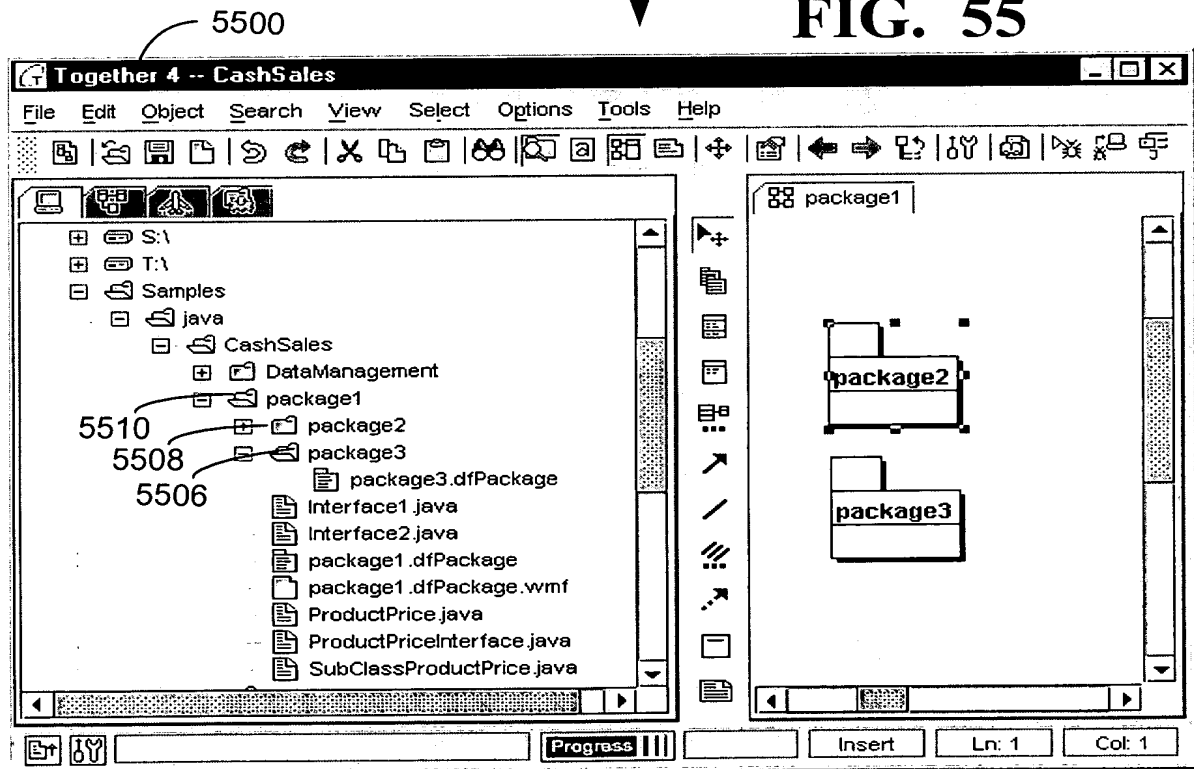 5500
FIG. 55
Together 4 -- CashSales
File Edit Object Search View Select Options Tools Help
a
package1
S:\
T:\
Samples
java
CashSales
DataManagement
package1
package2
package3
package3.dfPackage
Interface1.java
Interface2.java
package1.dfPackage
package1.dfPackage.wmf
ProductPrice.java
ProductPriceInterface.java
SubClassProductPrice.java
5510
5508
5506
package2
package3
Progress
Insert
Ln: 1
Col: 1